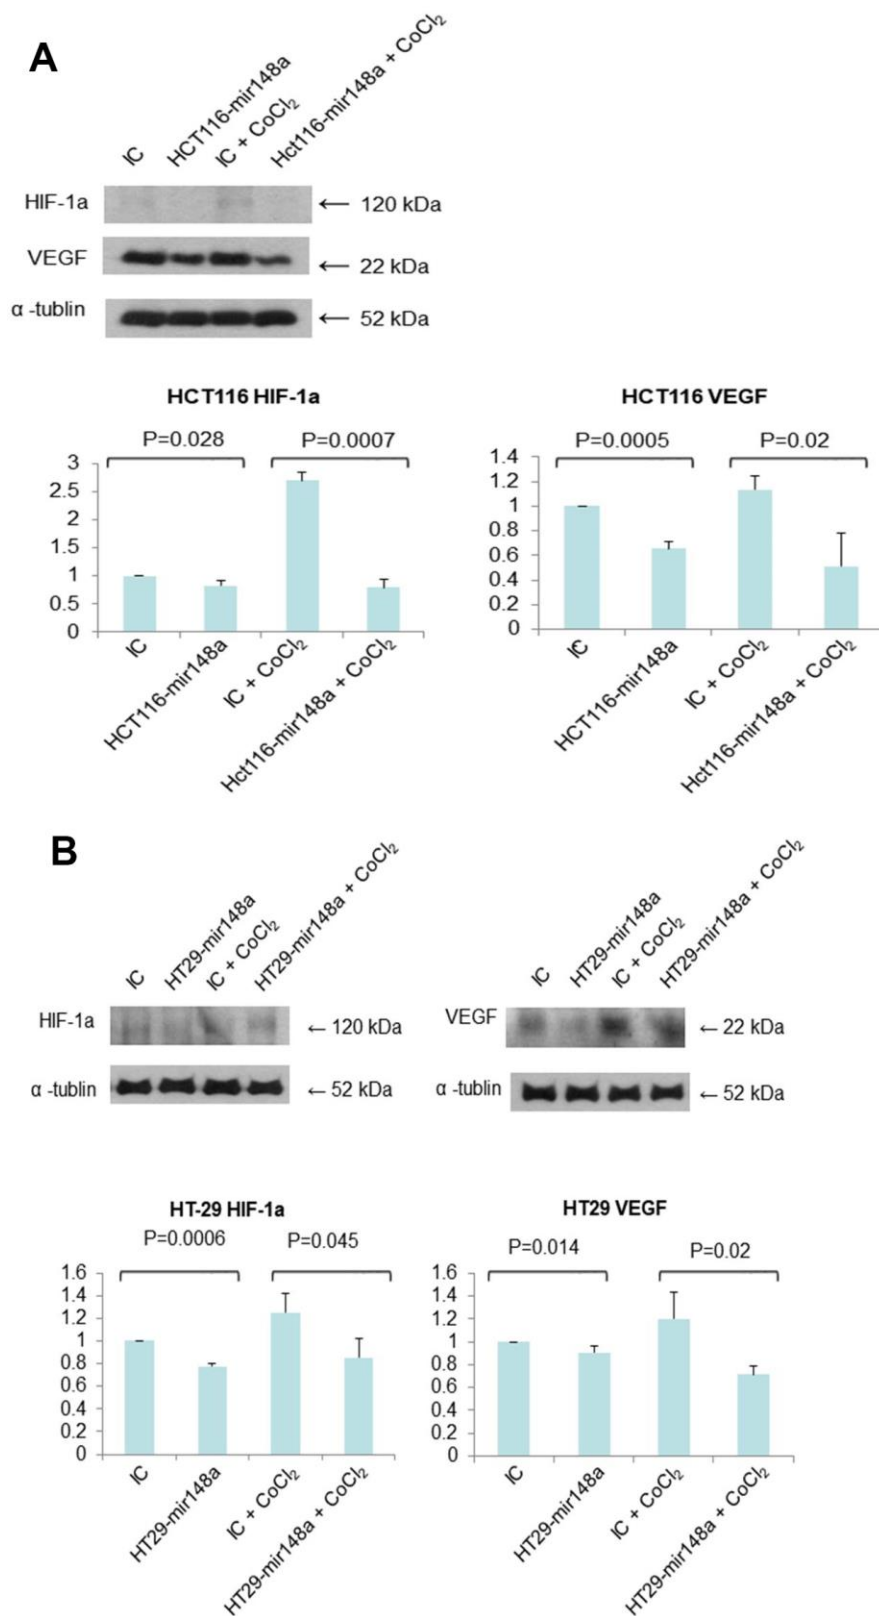 A
IC
HCT116-mir148a
IC + CoCl₂
Hct116-mir148a + CoCl₂
HIF-1a
← 120 kDa
VEGF
← 22 kDa
α -tublin
← 52 kDa
HCT116 HIF-1a
P=0.028
P=0.0007
3
2.5
2
1.5
1
0.5
0
IC
HCT116-mir148a
IC + CoCl₂
Hct116-mir148a + CoCl₂
HCT116 VEGF
P=0.0005
P=0.02
1.4
1.2
1
0.8
0.6
0.4
0.2
0
IC
HCT116-mir148a
IC + CoCl₂
Hct116-mir148a + CoCl₂
B
IC
HT29-mir148a
IC + CoCl₂
HT29-mir148a + CoCl₂
HIF-1a
← 120 kDa
α -tublin
← 52 kDa
IC
HT29-mir148a
IC + CoCl₂
HT29-mir148a + CoCl₂
VEGF
← 22 kDa
α -tublin
← 52 kDa
HT-29 HIF-1a
P=0.0006
P=0.045
1.6
1.4
1.2
1
0.8
0.6
0.4
0.2
0
IC
HT29-mir148a
IC + CoCl₂
HT29-mir148a + CoCl₂
HT29 VEGF
P=0.014
P=0.02
1.6
1.4
1.2
1
0.8
0.6
0.4
0.2
0
IC
HT29-mir148a
IC + CoCl₂
HT29-mir148a + CoCl₂